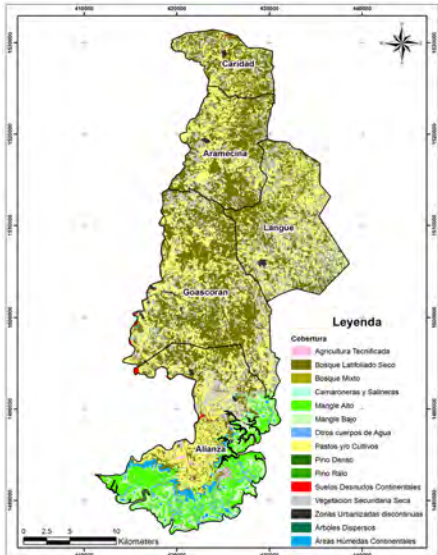 Caridad
Aramecina
Langue
Goascoran
Alianza
Leyenda
Cobertura
Agricultura Tecnificada
Bosque Latifoliado Seco
Bosque Mixto
Camaroneras y Salineras
Mangle Alto
Mangle Bajo
Otros cuerpos de Agua
Pastos y/o Cultivos
Pino Denso
Pino Ralo
Suelos Desnudos Continentales
Vegetación Secundaria Seca
Zonas Urbanizadas discontinuas
Árboles Dispersos
Áreas Húmedas Continentales
0 2.5 5 10
Kilometers